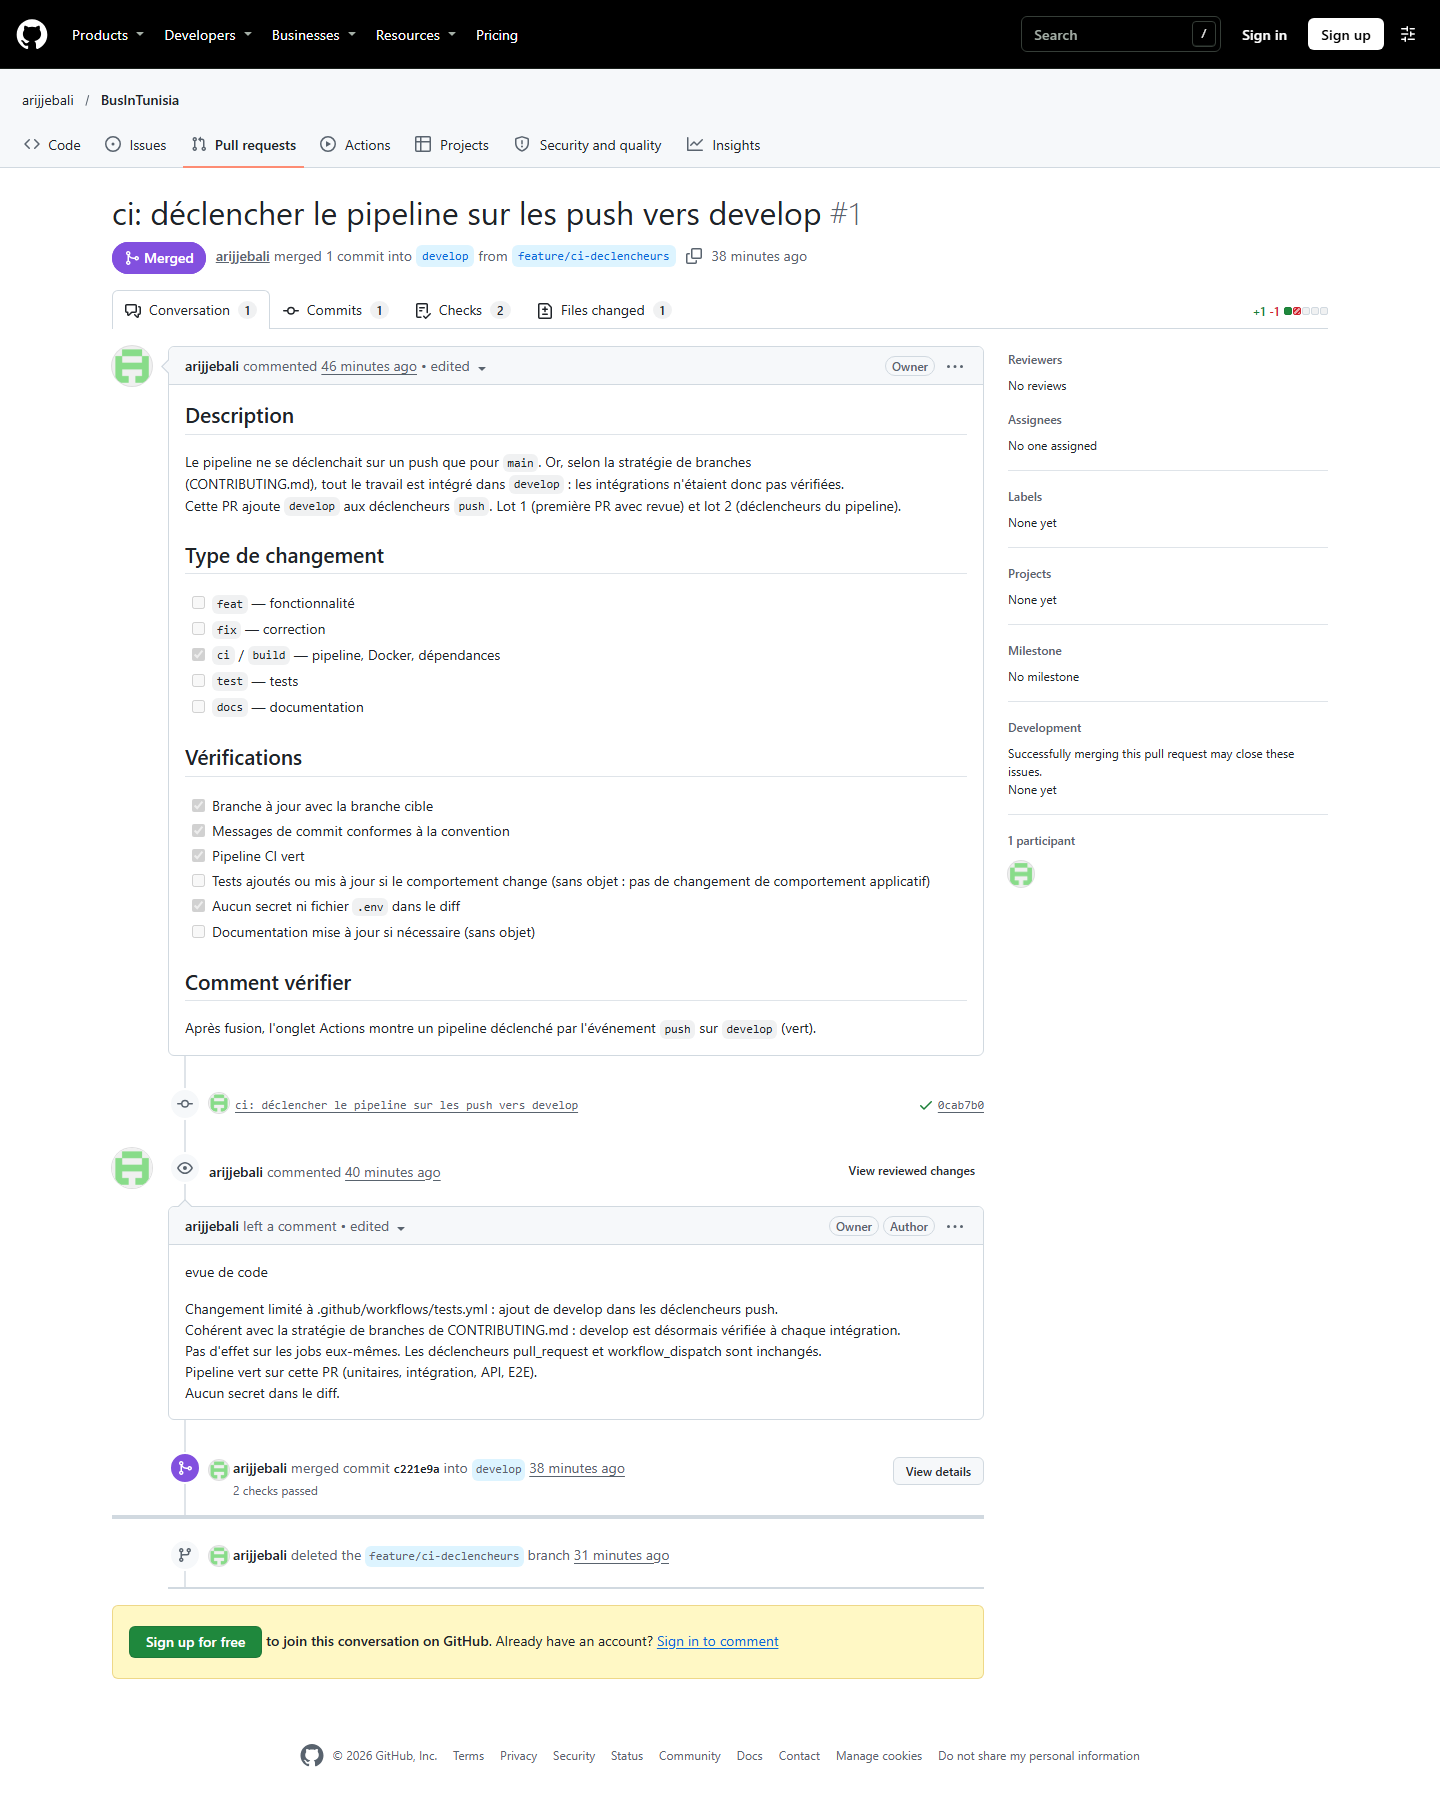 Products
Developers
Businesses
Resources
Pricing
Search
/
Sign in
Sign up
arijjebali / BusInTunisia
Code
Issues
Pull requests
Actions
Projects
Security and quality
Insights
ci: déclencher le pipeline sur les push vers develop #1
Merged
arijjebali merged 1 commit into develop from feature/ci-declencheurs 38 minutes ago
Conversation 1
Commits 1
Checks 2
Files changed 1
+1 -1
arijjebali commented 46 minutes ago • edited
Owner
Description
Le pipeline ne se déclenchait sur un push que pour main. Or, selon la stratégie de branches
(CONTRIBUTING.md), tout le travail est intégré dans develop : les intégrations n'étaient donc pas vérifiées.
Cette PR ajoute develop aux déclencheurs push. Lot 1 (première PR avec revue) et lot 2 (déclencheurs du pipeline).
Type de changement
feat — fonctionnalité
fix — correction
ci / build — pipeline, Docker, dépendances
test — tests
docs — documentation
Vérifications
Branche à jour avec la branche cible
Messages de commit conformes à la convention
Pipeline CI vert
Tests ajoutés ou mis à jour si le comportement change (sans objet : pas de changement de comportement applicatif)
Aucun secret ni fichier .env dans le diff
Documentation mise à jour si nécessaire (sans objet)
Comment vérifier
Après fusion, l'onglet Actions montre un pipeline déclenché par l'événement push sur develop (vert).
ci: déclencher le pipeline sur les push vers develop
0cab7b0
arijjebali commented 40 minutes ago
View reviewed changes
arijjebali left a comment • edited
Owner
Author
evue de code
Changement limité à .github/workflows/tests.yml : ajout de develop dans les déclencheurs push.
Cohérent avec la stratégie de branches de CONTRIBUTING.md : develop est désormais vérifiée à chaque intégration.
Pas d'effet sur les jobs eux-mêmes. Les déclencheurs pull_request et workflow_dispatch sont inchangés.
Pipeline vert sur cette PR (unitaires, intégration, API, E2E).
Aucun secret dans le diff.
arijjebali merged commit c221e9a into develop 38 minutes ago
2 checks passed
View details
arijjebali deleted the feature/ci-declencheurs branch 31 minutes ago
Sign up for free to join this conversation on GitHub. Already have an account? Sign in to comment
Reviewers
No reviews
Assignees
No one assigned
Labels
None yet
Projects
None yet
Milestone
No milestone
Development
Successfully merging this pull request may close these
issues.
None yet
1 participant
© 2026 GitHub, Inc.
Terms
Privacy
Security
Status
Community
Docs
Contact
Manage cookies
Do not share my personal information